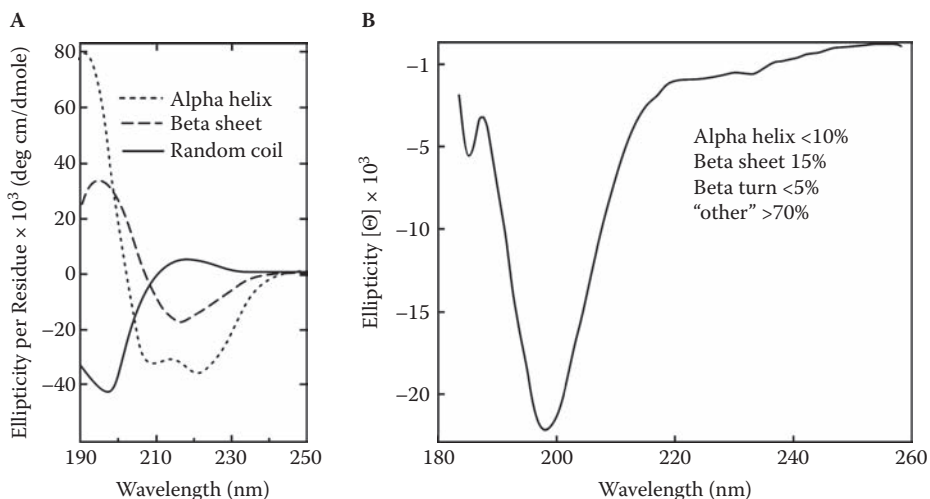 A
Ellipticity per Residue × 10³ (deg cm/dmole)
80
60
40
20
0
−20
−40
Alpha helix
Beta sheet
Random coil
190
210
230
250
Wavelength (nm)
B
Ellipticity [Θ] × 10³
−1
−5
−10
−15
−20
Alpha helix <10%
Beta sheet 15%
Beta turn <5%
“other” >70%
180
200
220
240
260
Wavelength (nm)